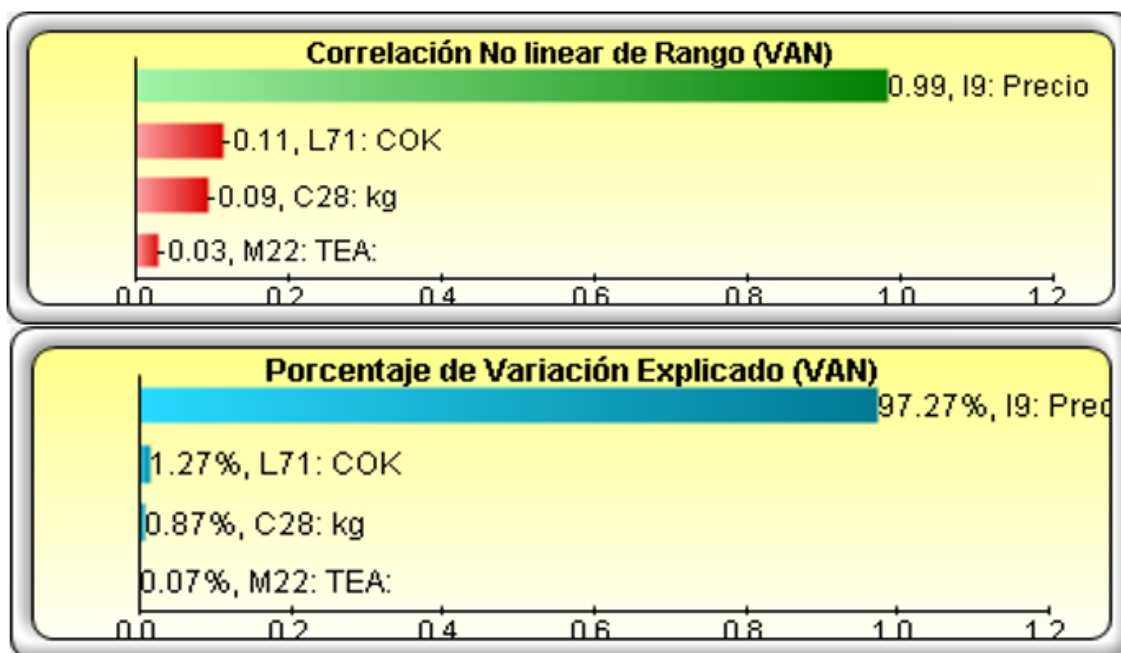 Correlación No linear de Rango (VAN)
0.99, I9: Precio
-0.11, L71: COK
-0.09, C28: kg
-0.03, M22: TEA:
0.0 0.2 0.4 0.6 0.8 1.0 1.2
Porcentaje de Variación Explicado (VAN)
97.27%, I9: Prec
1.27%, L71: COK
0.87%, C28: kg
0.07%, M22: TEA:
0.0 0.2 0.4 0.6 0.8 1.0 1.2